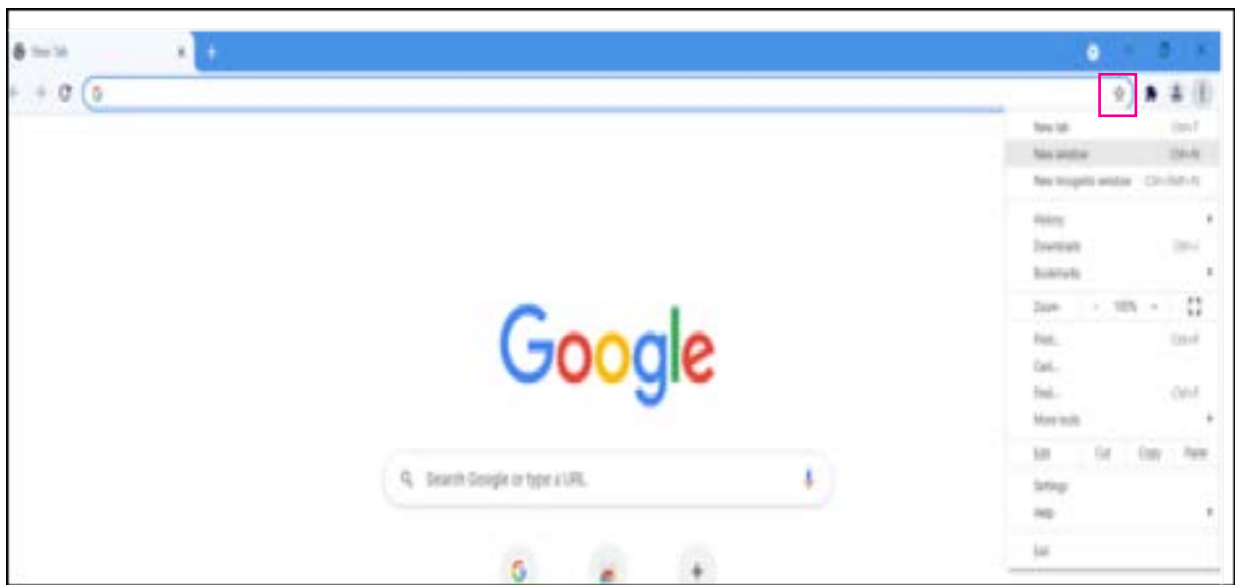 New Tab
New tab Ctrl+T
New window Ctrl+N
New Incognito window Ctrl+Shift+N
History
Downloads Ctrl+J
Bookmarks
Zoom - 100% +
Print... Ctrl+P
Cast...
Find... Ctrl+F
More tools
Edit Cut Copy Paste
Settings
Help
Exit
Google
Search Google or type a URL